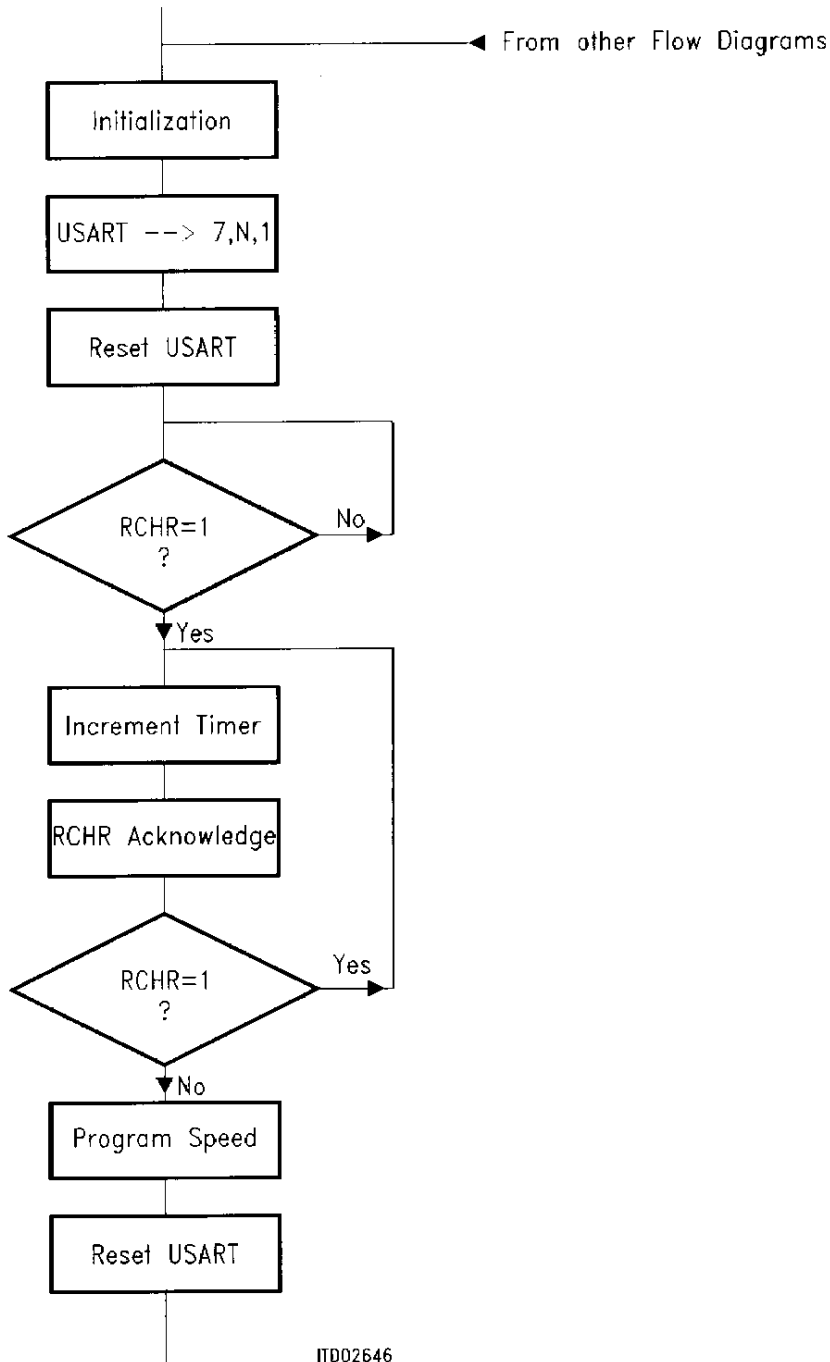 From other Flow Diagrams
Initialization
USART --> 7,N,1
Reset USART
RCHR=1
?
No
Yes
Increment Timer
RCHR Acknowledge
RCHR=1
?
Yes
No
Program Speed
Reset USART
ITD02646